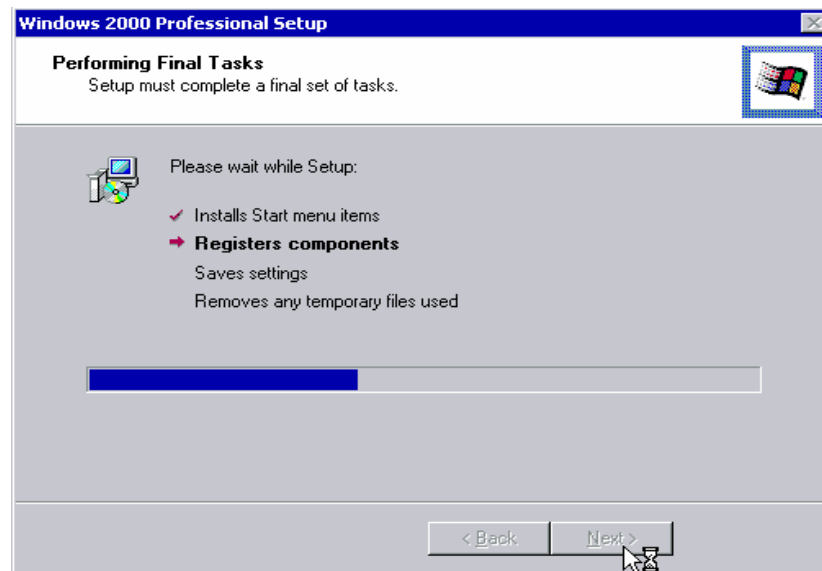 Windows 2000 Professional Setup
Performing Final Tasks
Setup must complete a final set of tasks.
Please wait while Setup:
Installs Start menu items
Registers components
Saves settings
Removes any temporary files used
< Back
Next >